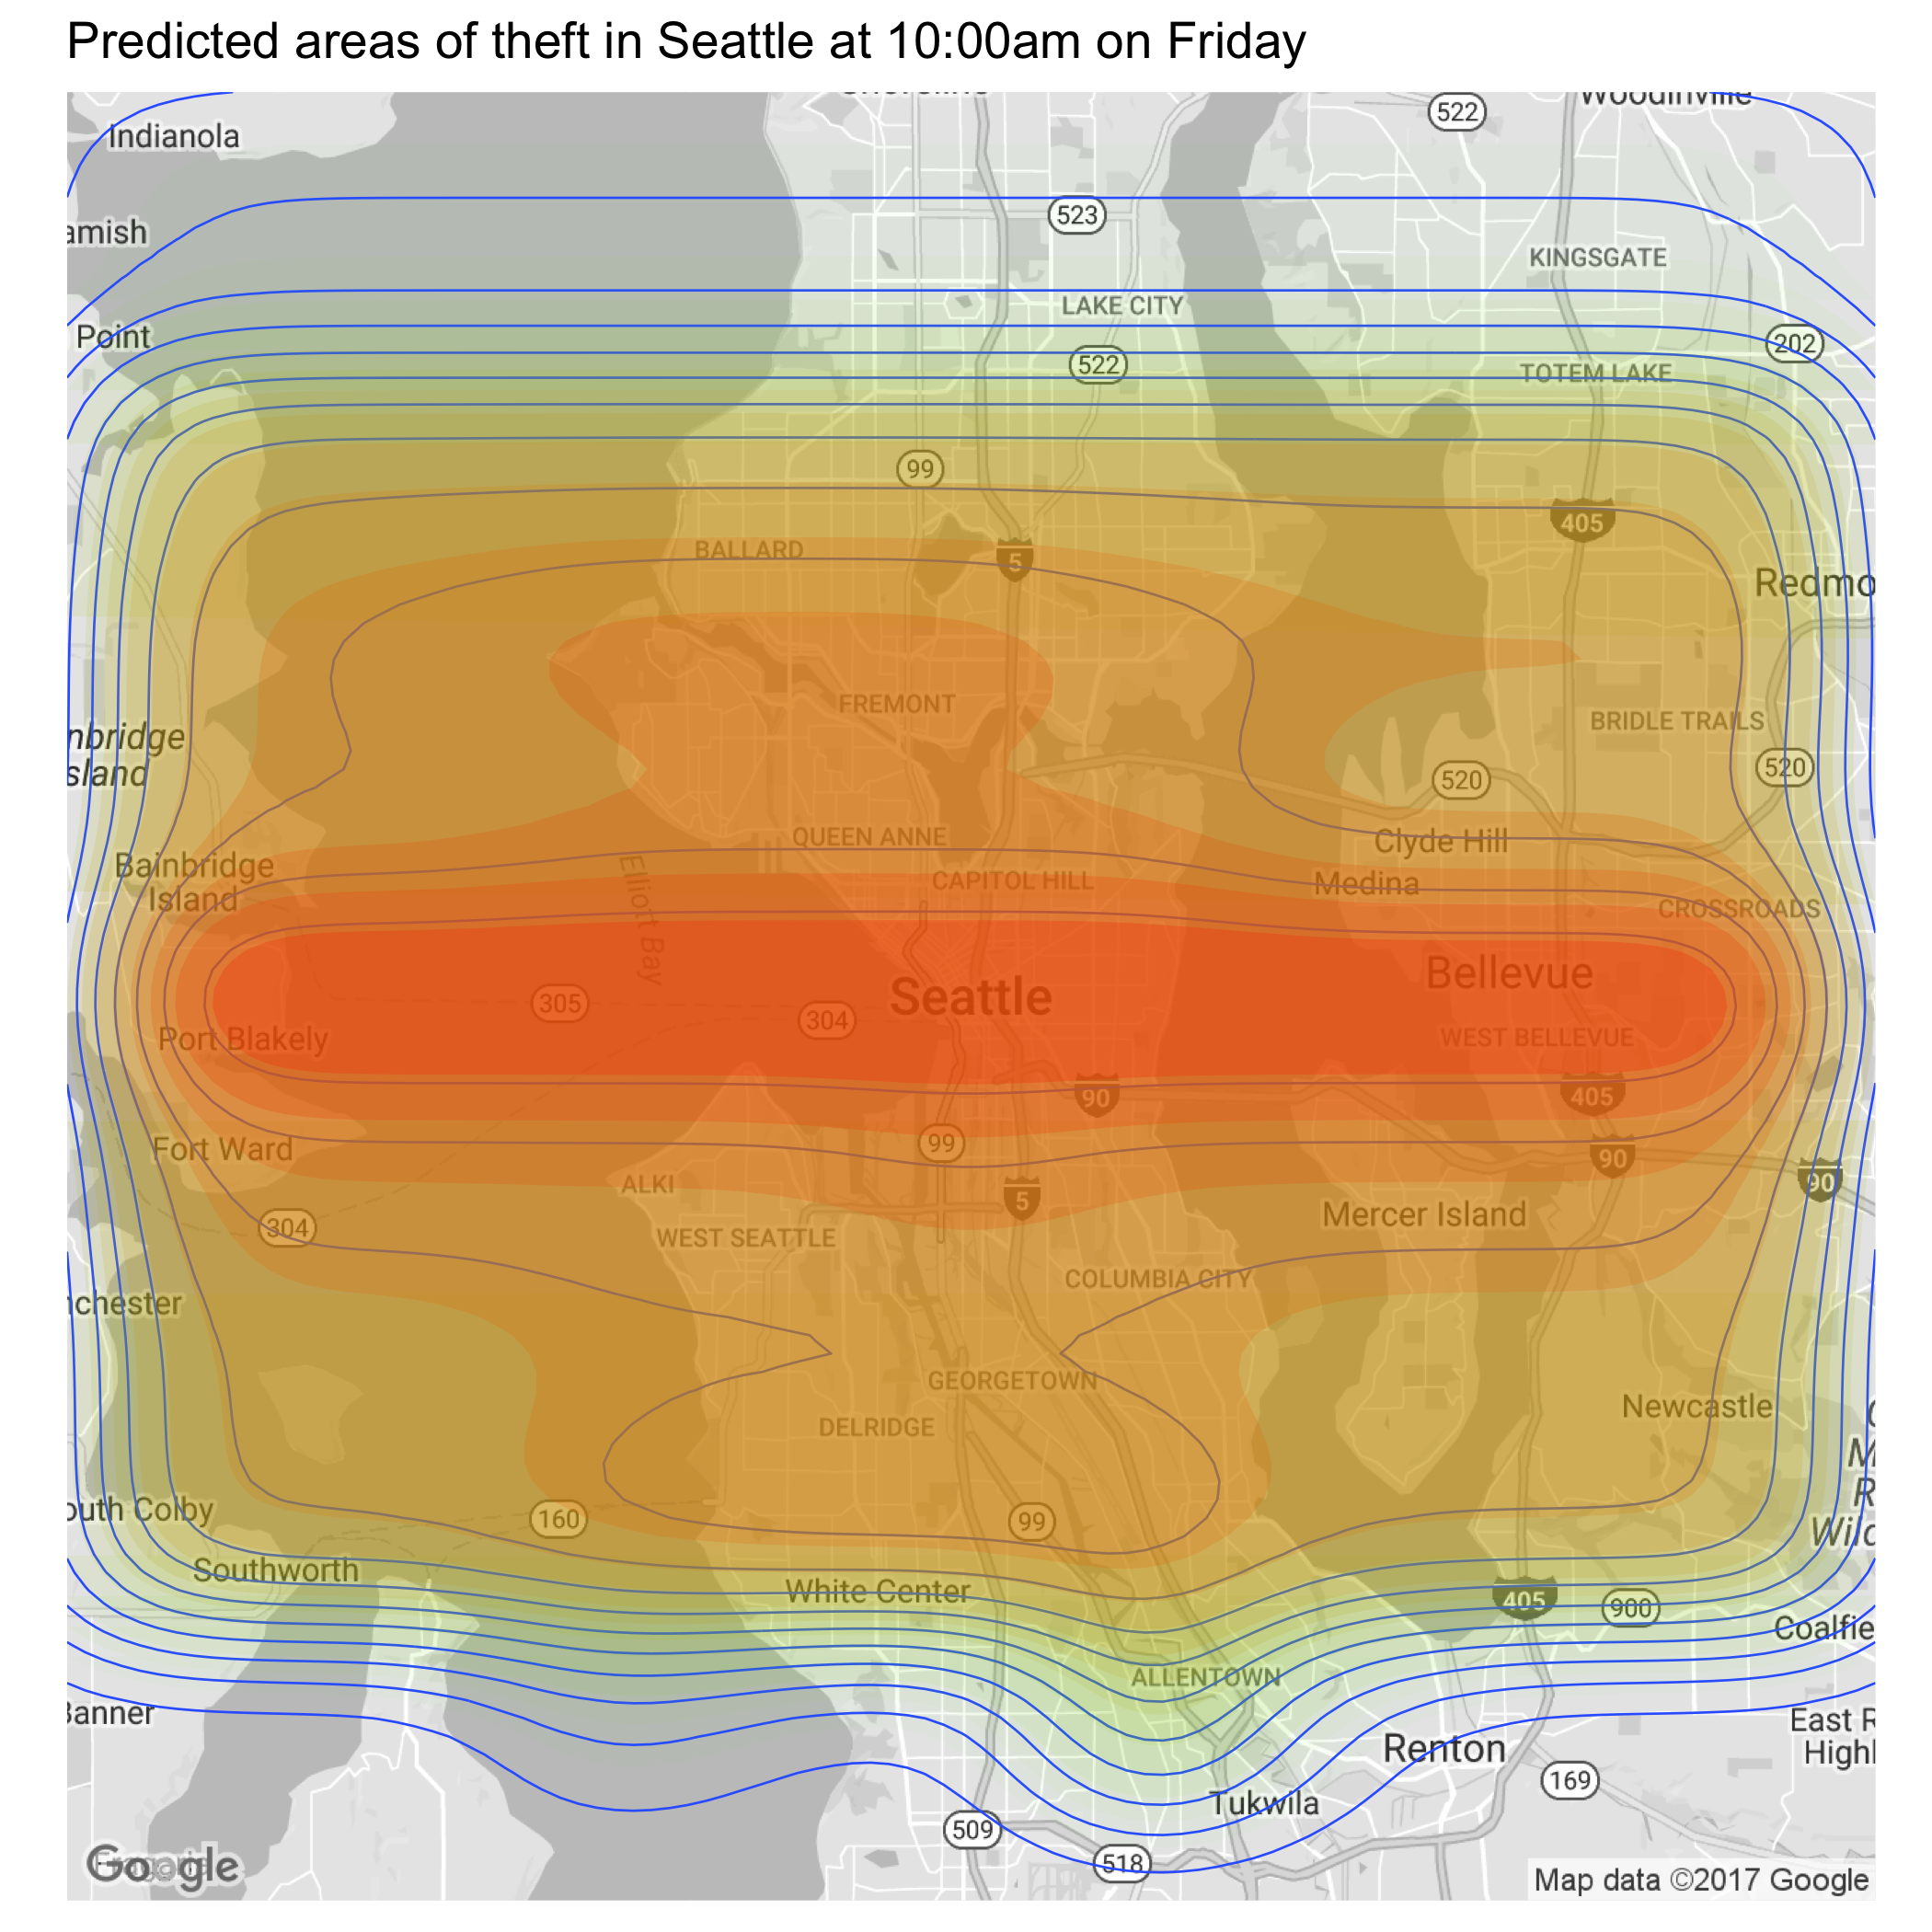 Predicted areas of theft in Seattle at 10:00am on Friday
Woodinville
Indianola
522
523
amish
KINGSGATE
LAKE CITY
Point
202
522
TOTEM LAKE
99
405
BALLARD
5
Redmo
FREMONT
BRIDLE TRAILS
nbridge
sland
520
520
QUEEN ANNE
Clyde Hill
Bainbridge
Island
Elliott Bay
CAPITOL HILL
Medina
CROSSROADS
Bellevue
Seattle
305
304
Port Blakely
WEST BELLEVUE
90
405
99
Fort Ward
90
90
ALKI
5
304
WEST SEATTLE
Mercer Island
COLUMBIA CITY
nchester
GEORGETOWN
Newcastle
DELRIDGE
M
R
Wild
outh Colby
160
99
Southworth
White Center
405
900
Coalfie
ALLENTOWN
Banner
East R
Highl
Renton
169
Tukwila
509
518
Google
Map data ©2017 Google